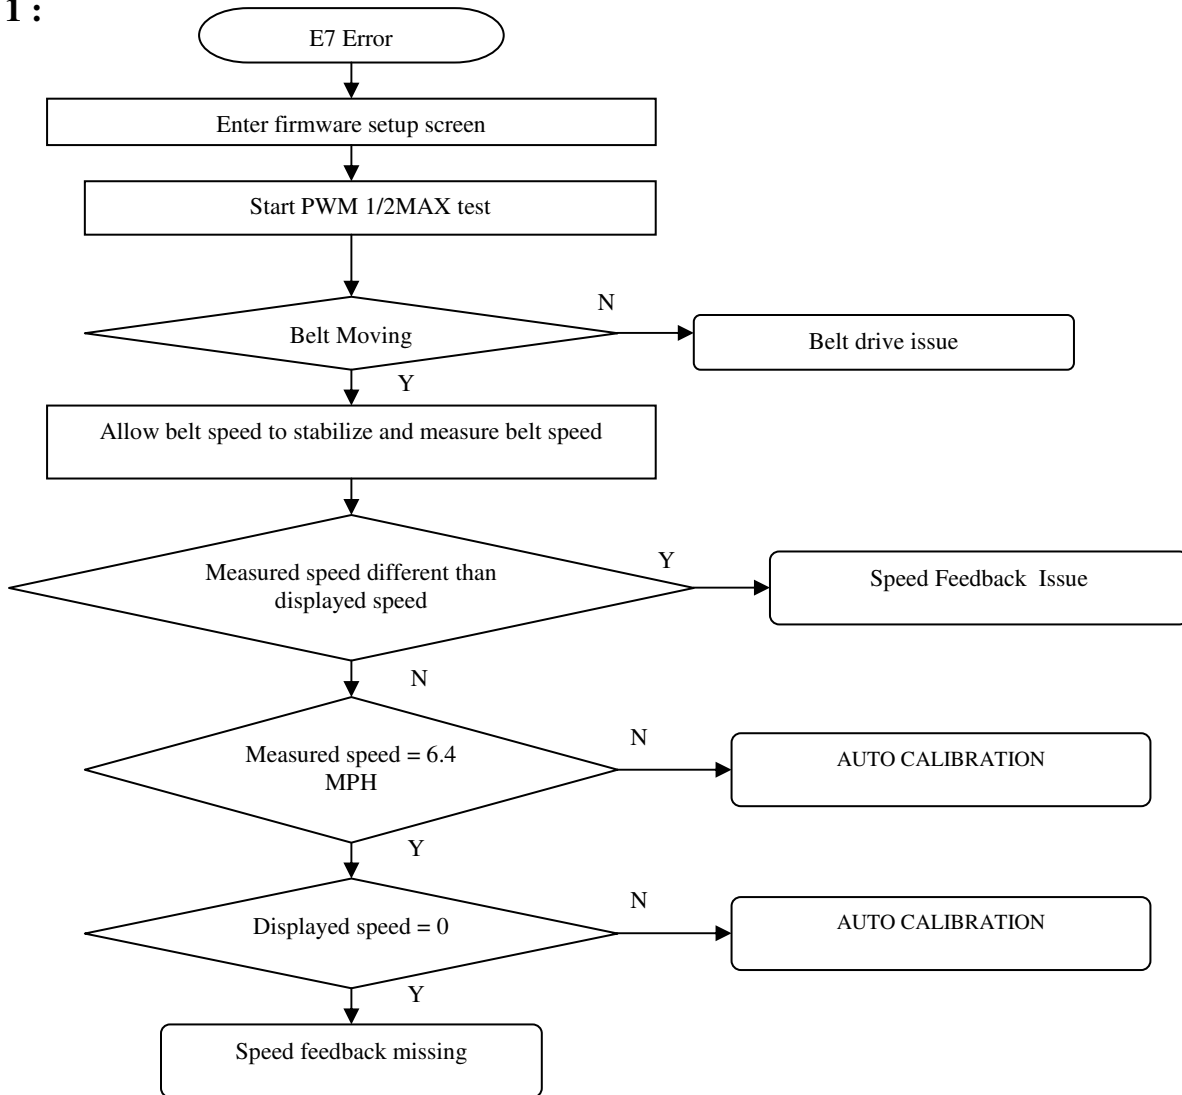 1 :
E7 Error
Enter firmware setup screen
Start PWM 1/2MAX test
N
Belt Moving
Belt drive issue
Y
Allow belt speed to stabilize and measure belt speed
Y
Measured speed different than
displayed speed
Speed Feedback  Issue
N
N
Measured speed = 6.4
MPH
AUTO CALIBRATION
Y
N
Displayed speed = 0
AUTO CALIBRATION
Y
Speed feedback missing